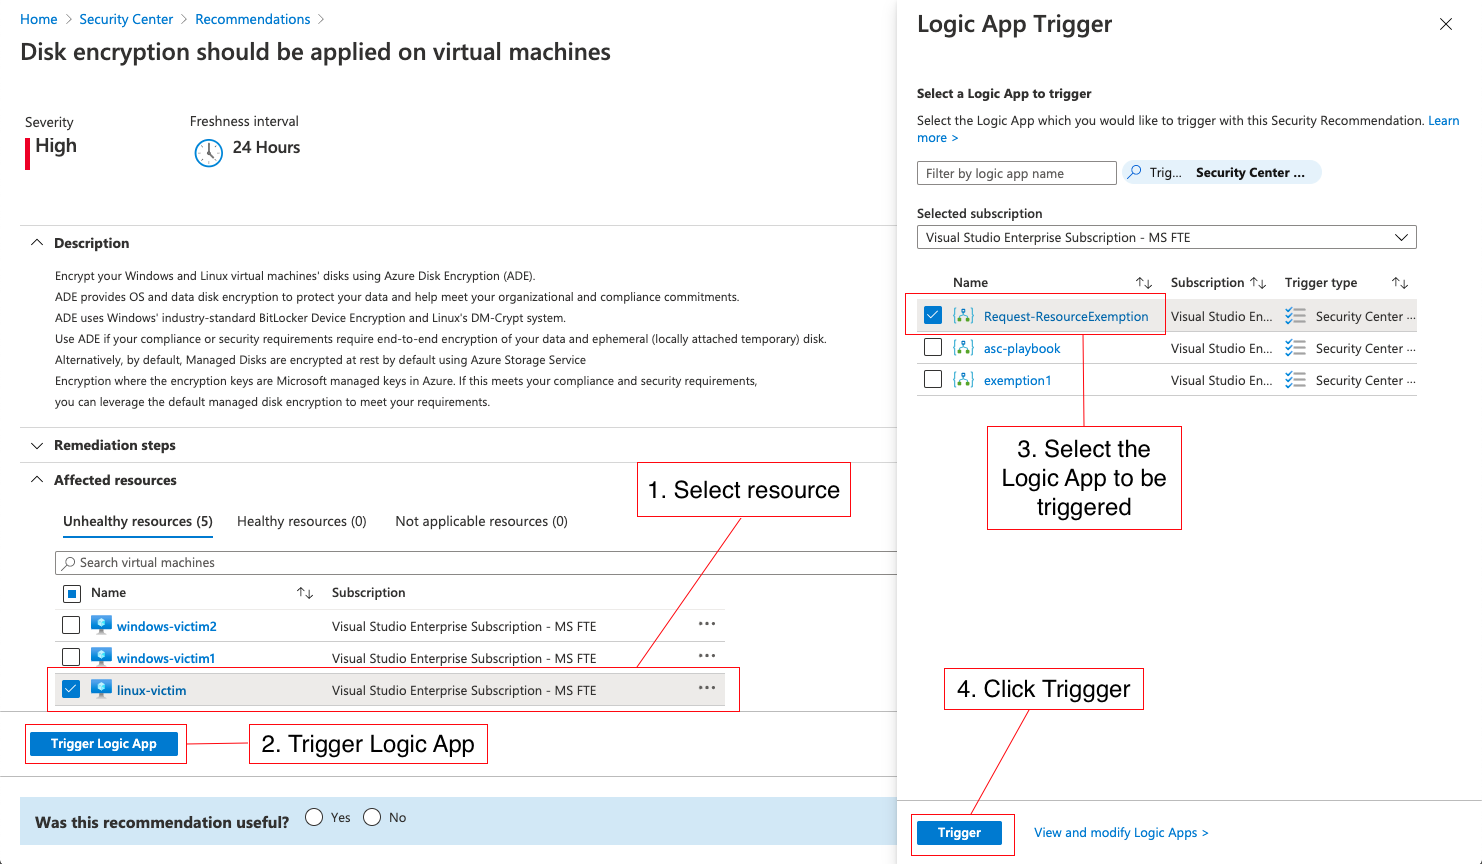 Home > Security Center > Recommendations >
Disk encryption should be applied on virtual machines
Severity
High
Freshness interval
24 Hours
Description
Encrypt your Windows and Linux virtual machines' disks using Azure Disk Encryption (ADE).
ADE provides OS and data disk encryption to protect your data and help meet your organizational and compliance commitments.
ADE uses Windows' industry-standard BitLocker Device Encryption and Linux's DM-Crypt system.
Use ADE if your compliance or security requirements require end-to-end encryption of your data and ephemeral (locally attached temporary) disk.
Alternatively, by default, Managed Disks are encrypted at rest by default using Azure Storage Service
Encryption where the encryption keys are Microsoft managed keys in Azure. If this meets your compliance and security requirements,
you can leverage the default managed disk encryption to meet your requirements.
Remediation steps
Affected resources
1. Select resource
Unhealthy resources (5) Healthy resources (0) Not applicable resources (0)
Search virtual machines
Name Subscription
windows-victim2 Visual Studio Enterprise Subscription - MS FTE ...
windows-victim1 Visual Studio Enterprise Subscription - MS FTE ...
linux-victim Visual Studio Enterprise Subscription - MS FTE ...
Trigger Logic App
2. Trigger Logic App
Was this recommendation useful? Yes No
Logic App Trigger
Select a Logic App to trigger
Select the Logic App which you would like to trigger with this Security Recommendation. Learn
more >
Filter by logic app name Trig... Security Center ...
Selected subscription
Visual Studio Enterprise Subscription - MS FTE
Name Subscription Trigger type
Request-ResourceExemption Visual Studio En... Security Center ...
asc-playbook Visual Studio En... Security Center ...
exemption1 Visual Studio En... Security Center ...
3. Select the
Logic App to be
triggered
4. Click Triggger
Trigger View and modify Logic Apps >